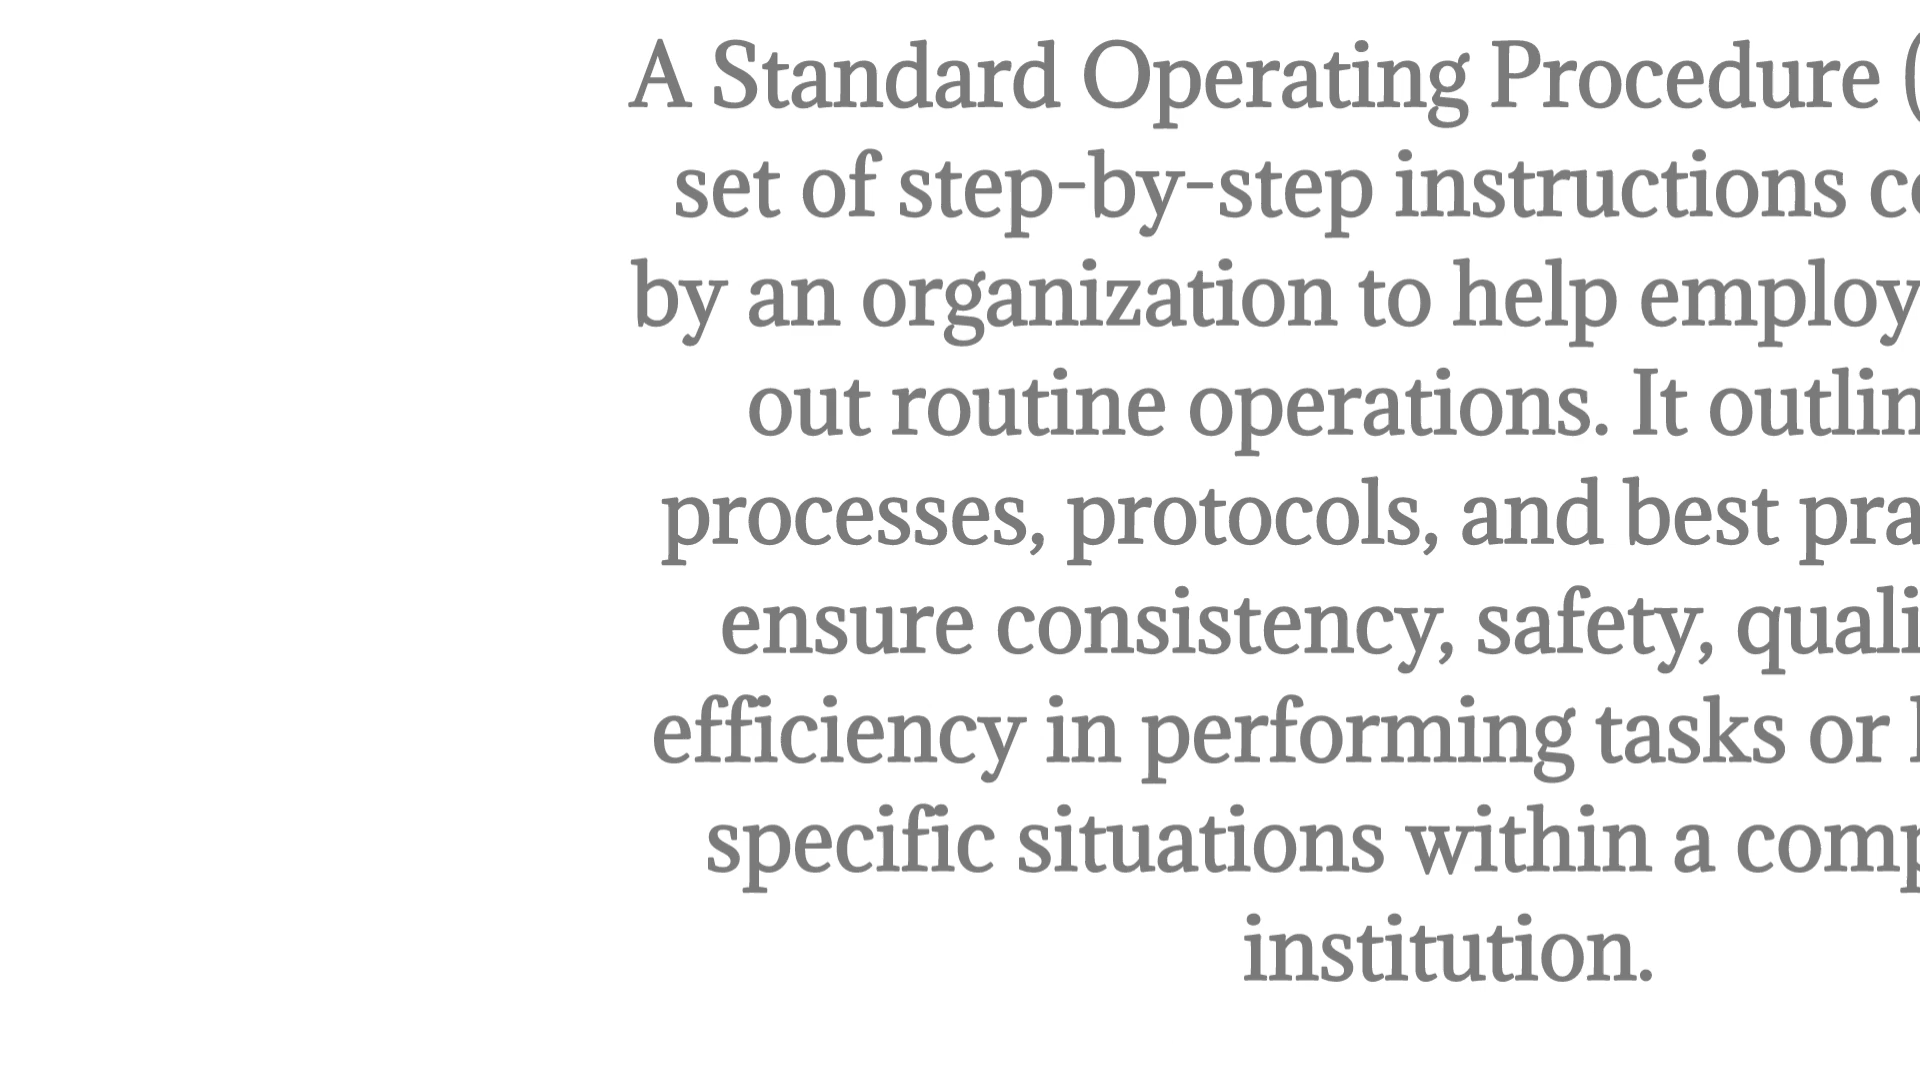 A Standard Operating Procedure (
set of step-by-step instructions
by an organization to help
out routine operations. It
processes, protocols, and best
ensure consistency, safety,
efficiency in performing tasks or
specific situations within a
institution.